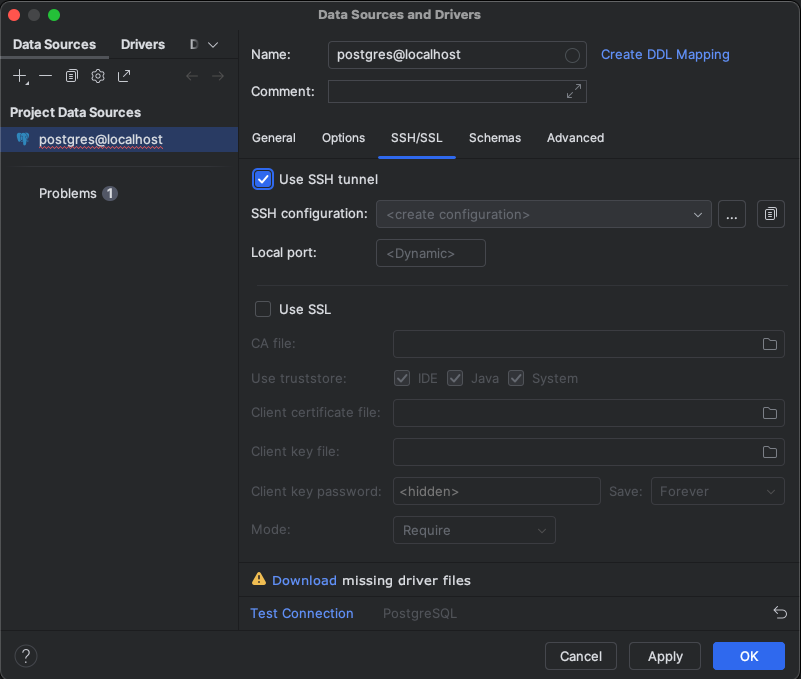 Data Sources and Drivers
Data Sources Drivers D
Project Data Sources
postgres@localhost
Problems 1
Name: postgres@localhost Create DDL Mapping
Comment:
General Options SSH/SSL Schemas Advanced
Use SSH tunnel
SSH configuration: <create configuration> ...
Local port: <Dynamic>
Use SSL
CA file:
Use truststore: IDE Java System
Client certificate file:
Client key file:
Client key password: <hidden> Save: Forever
Mode: Require
Download missing driver files
Test Connection PostgreSQL
? Cancel Apply OK